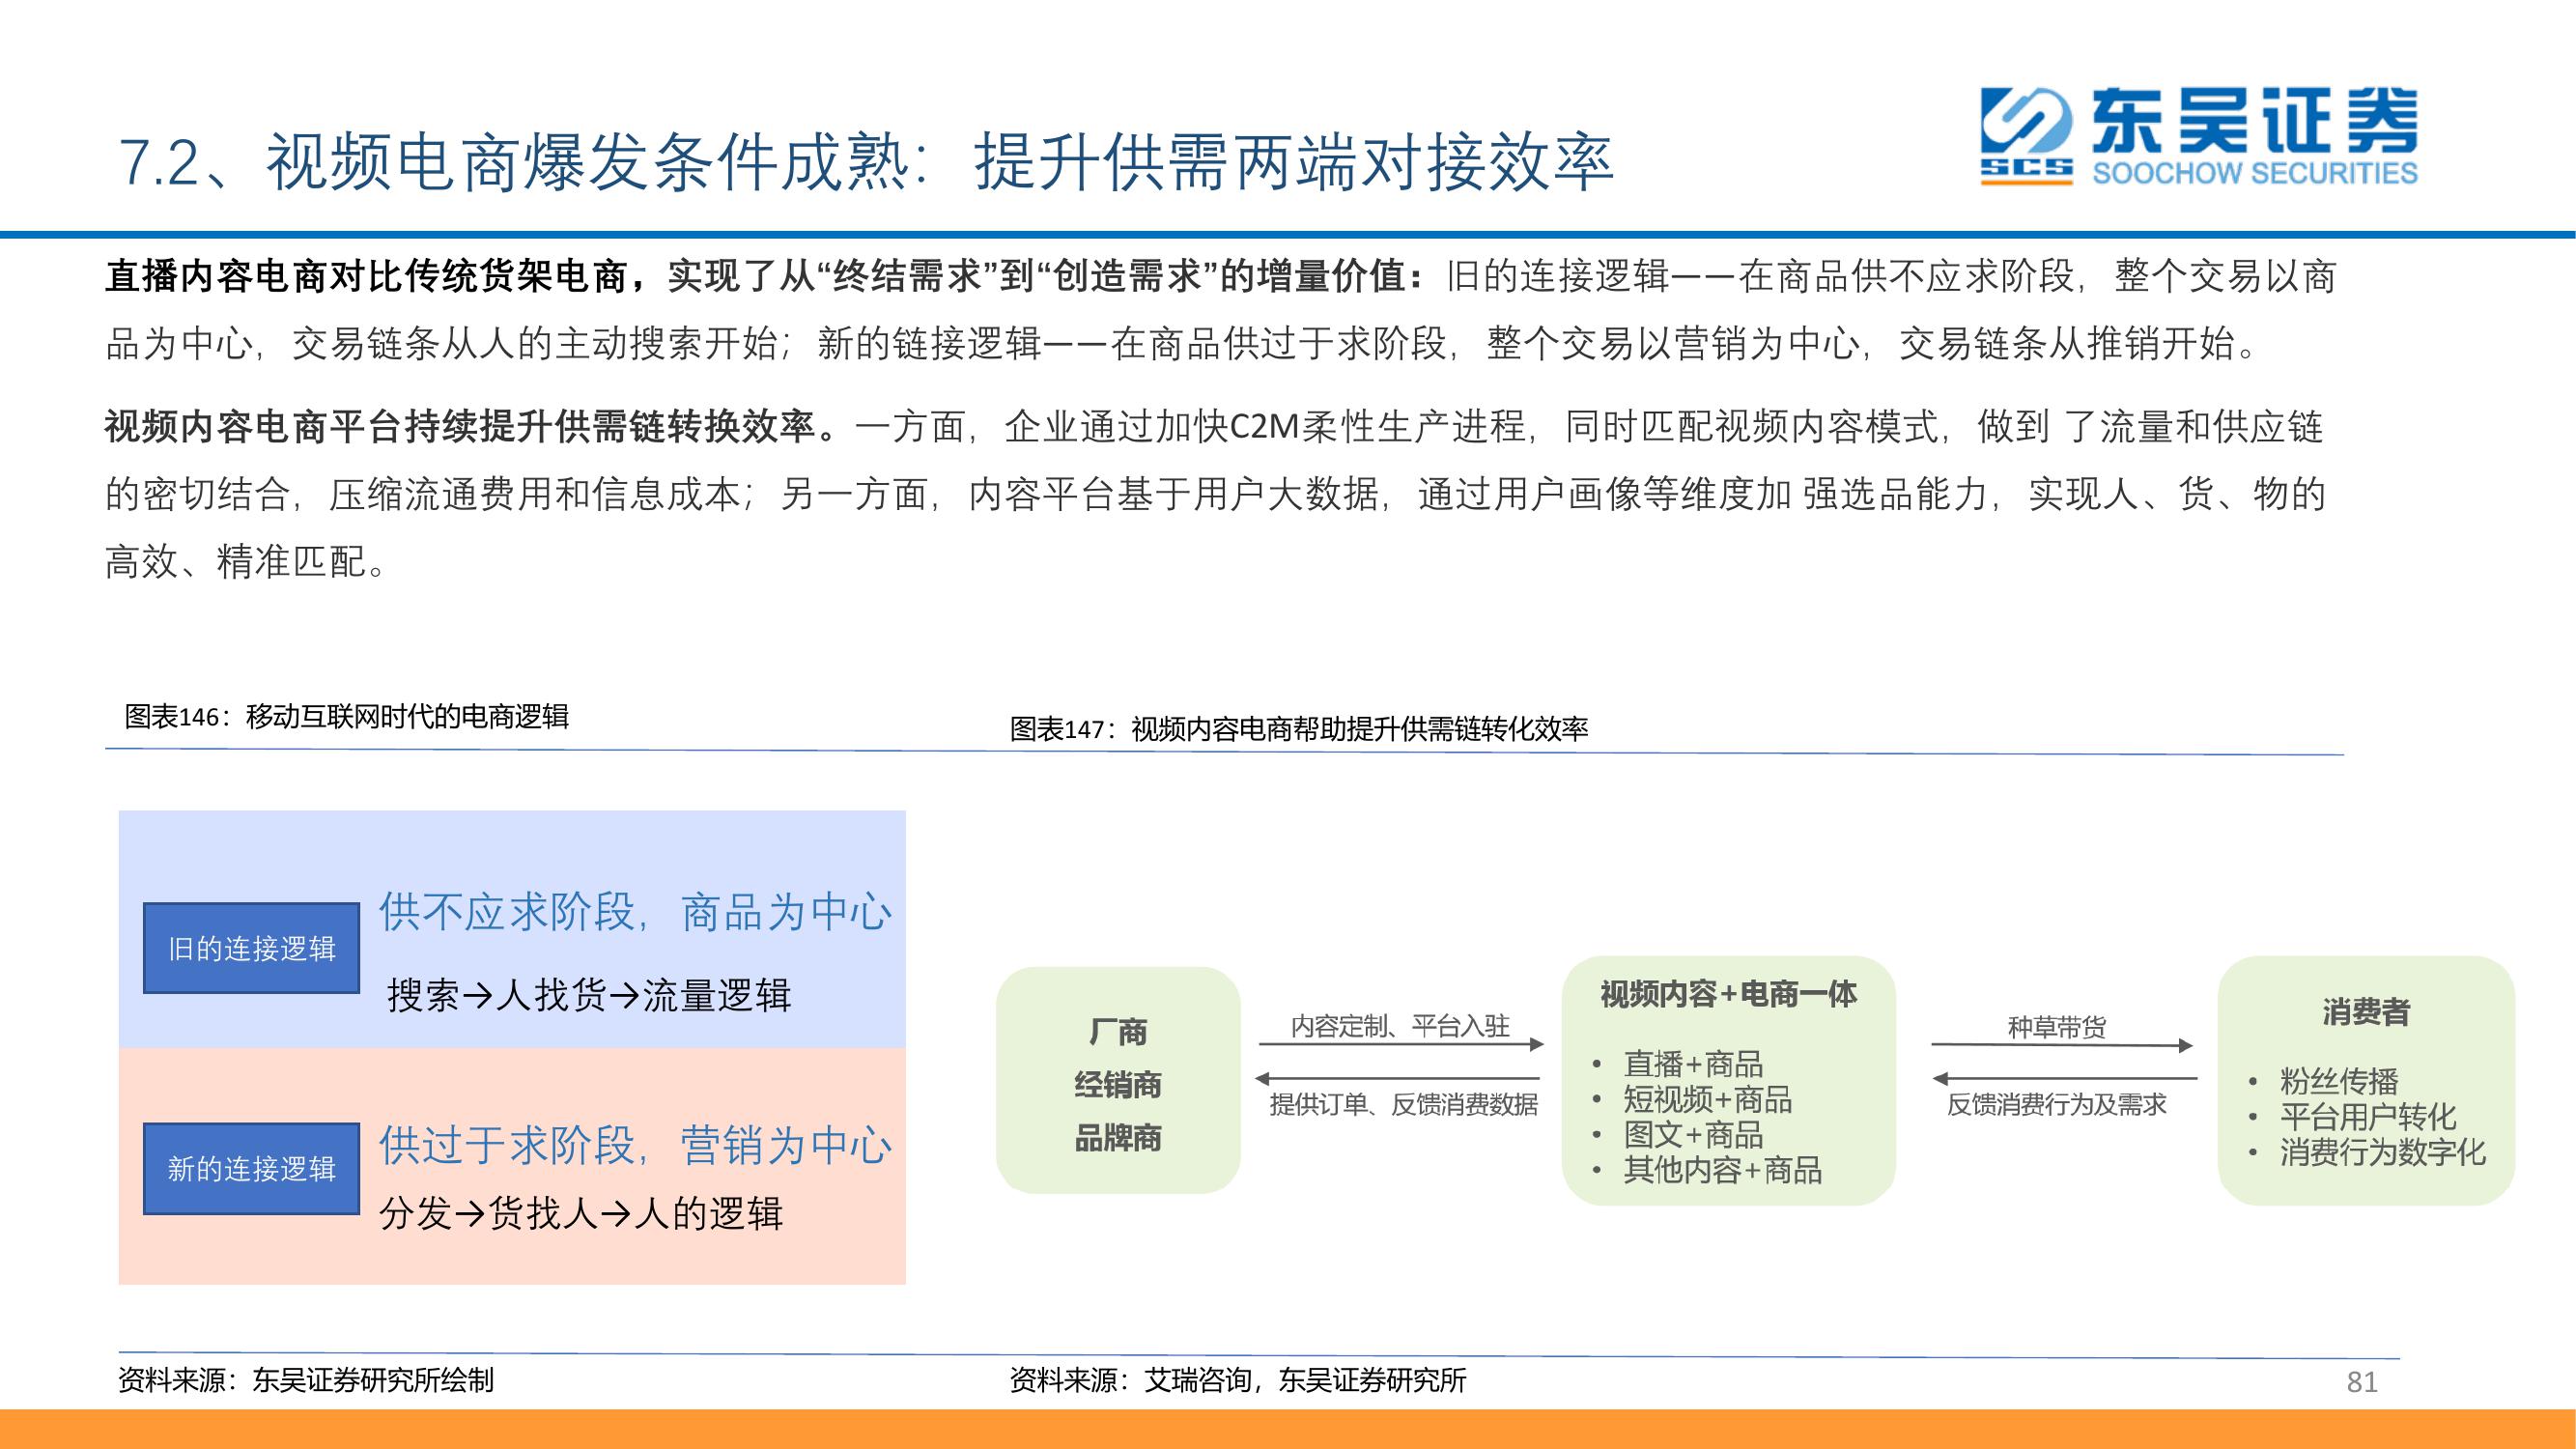 7.2、视频电商爆发条件成熟：提升供需两端对接效率
东吴证券
SCS
SOOCHOW SECURITIES
直播内容电商对比传统货架电商，实现了从“终结需求”到“创造需求”的增量价值：旧的连接逻辑——在商品供不应求阶段，整个交易以商
品为中心，交易链条从人的主动搜索开始；新的链接逻辑——在商品供过于求阶段，整个交易以营销为中心，交易链条从推销开始。
视频内容电商平台持续提升供需链转换效率。一方面，企业通过加快C2M柔性生产进程，同时匹配视频内容模式，做到 了流量和供应链
的密切结合，压缩流通费用和信息成本；另一方面，内容平台基于用户大数据，通过用户画像等维度加 强选品能力，实现人、货、物的
高效、精准匹配。
图表146：移动互联网时代的电商逻辑
旧的连接逻辑
供不应求阶段，商品为中心
搜索→人找货→流量逻辑
新的连接逻辑
供过于求阶段，营销为中心
分发→货找人→人的逻辑
资料来源：东吴证券研究所绘制
图表147：视频内容电商帮助提升供需链转化效率
厂商
经销商
品牌商
内容定制、平台入驻
提供订单、反馈消费数据
视频内容+电商一体
• 直播+商品
• 短视频+商品
• 图文+商品
• 其他内容+商品
种草带货
反馈消费行为及需求
消费者
• 粉丝传播
• 平台用户转化
• 消费行为数字化
资料来源：艾瑞咨询，东吴证券研究所
81